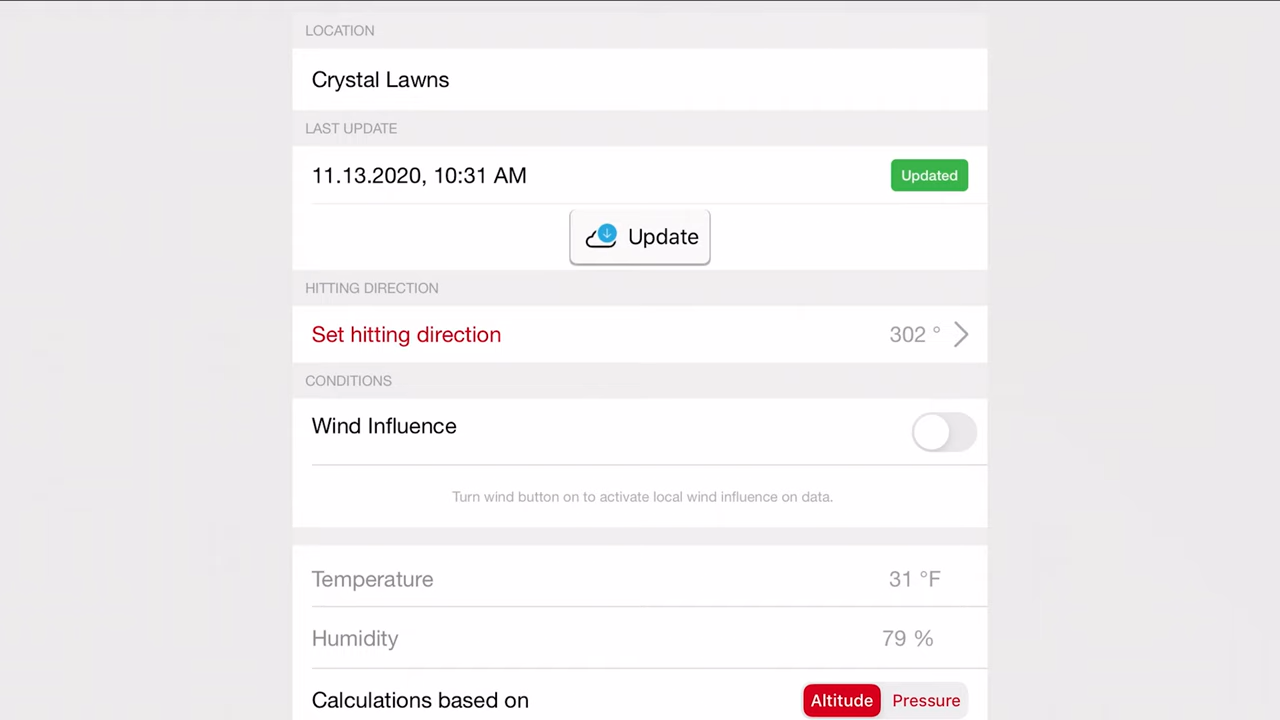 LOCATION
Crystal Lawns
LAST UPDATE
11.13.2020, 10:31 AM
Updated
Update
HITTING DIRECTION
Set hitting direction
302 °
CONDITIONS
Wind Influence
Turn wind button on to activate local wind influence on data.
Temperature
31 °F
Humidity
79 %
Calculations based on
Altitude
Pressure